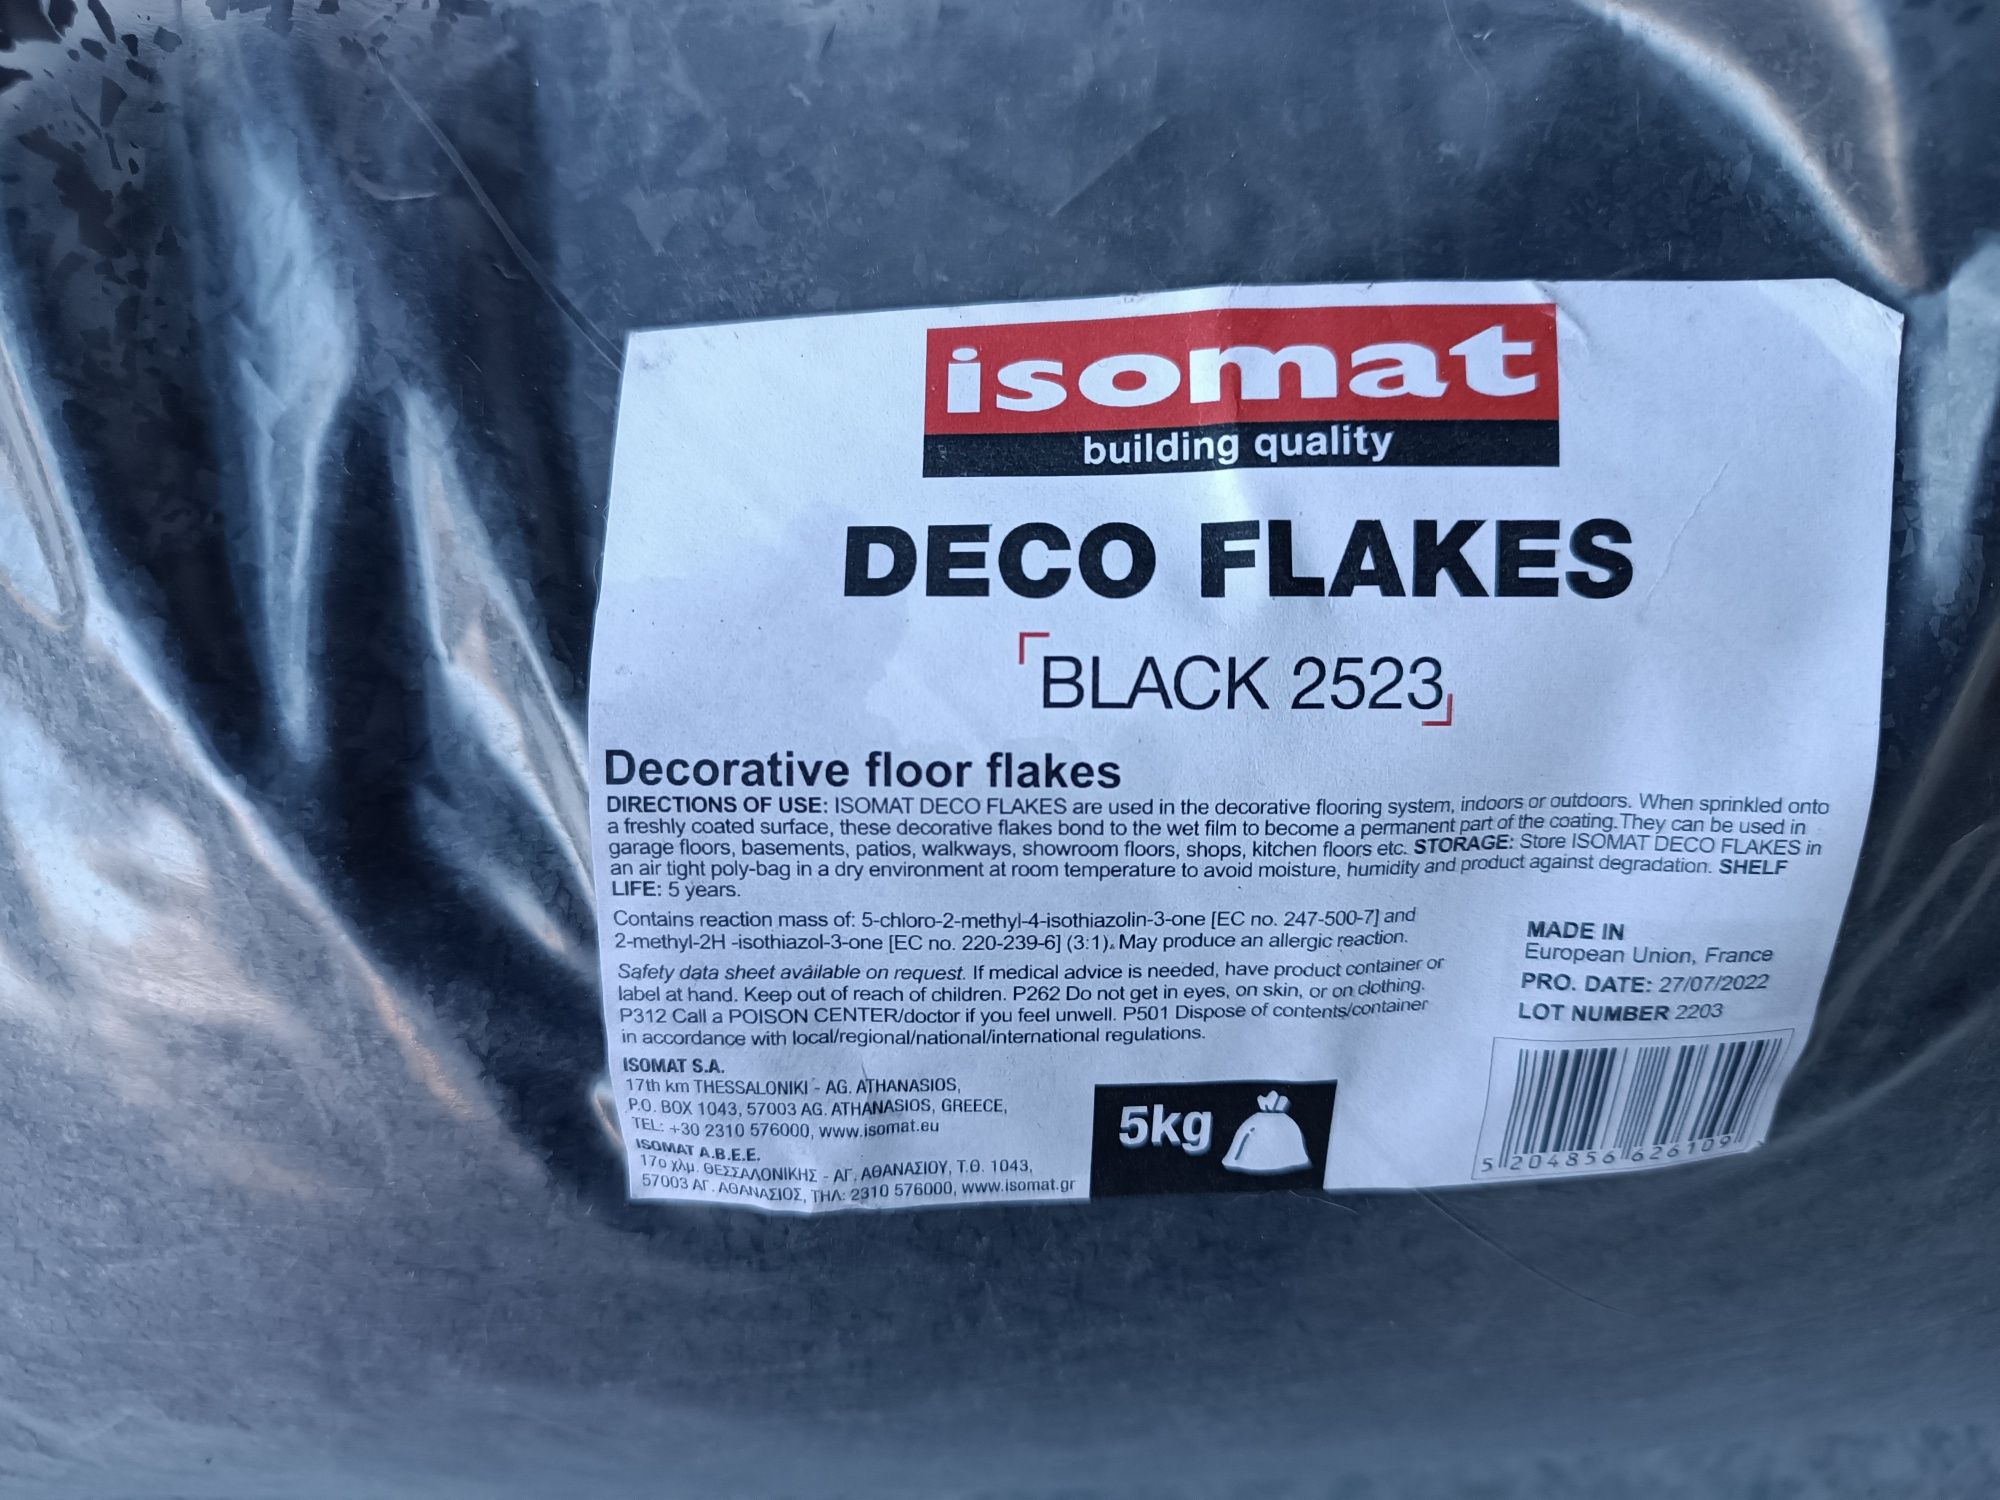 isomat
building quality
DECO FLAKES
BLACK 2523
Decorative floor flakes
DIRECTIONS OF USE: ISOMAT DECO FLAKES are used in the decorative flooring system, indoors or outdoors. When sprinkled onto
a freshly coated surface, these decorative flakes bond to the wet film to become a permanent part of the coating. They can be used in
garage floors, basements, patios, walkways, showroom floors, shops, kitchen floors etc. STORAGE: Store ISOMAT DECO FLAKES in
an air tight poly-bag in a dry environment at room temperature to avoid moisture, humidity and product against degradation. SHELF
LIFE: 5 years.
Contains reaction mass of: 5-chloro-2-methyl-4-isothiazolin-3-one [EC no. 247-500-7] and
2-methyl-2H -isothiazol-3-one [EC no. 220-239-6] (3:1). May produce an allergic reaction.
Safety data sheet available on request. If medical advice is needed, have product container or
label at hand. Keep out of reach of children. P262 Do not get in eyes, on skin, or on clothing.
P312 Call a POISON CENTER/doctor if you feel unwell. P501 Dispose of contents/container
in accordance with local/regional/national/international regulations.
ISOMAT S.A.
17th km THESSALONIKI - AG. ATHANASIOS,
P.O. BOX 1043, 57003 AG. ATHANASIOS, GREECE,
TEL: +30 2310 576000, www.isomat.eu
ISOMAT A.B.E.E.
17ο χλμ. ΘΕΣΣΑΛΟΝΙΚΗΣ - ΑΓ. ΑΘΑΝΑΣΙΟΥ, Τ.Θ. 1043,
57003 ΑΓ. ΑΘΑΝΑΣΙΟΣ, ΤΗΛ: 2310 576000, www.isomat.gr
5kg
MADE IN
European Union, France
PRO. DATE: 27/07/2022
LOT NUMBER 2203
5 204856 626109